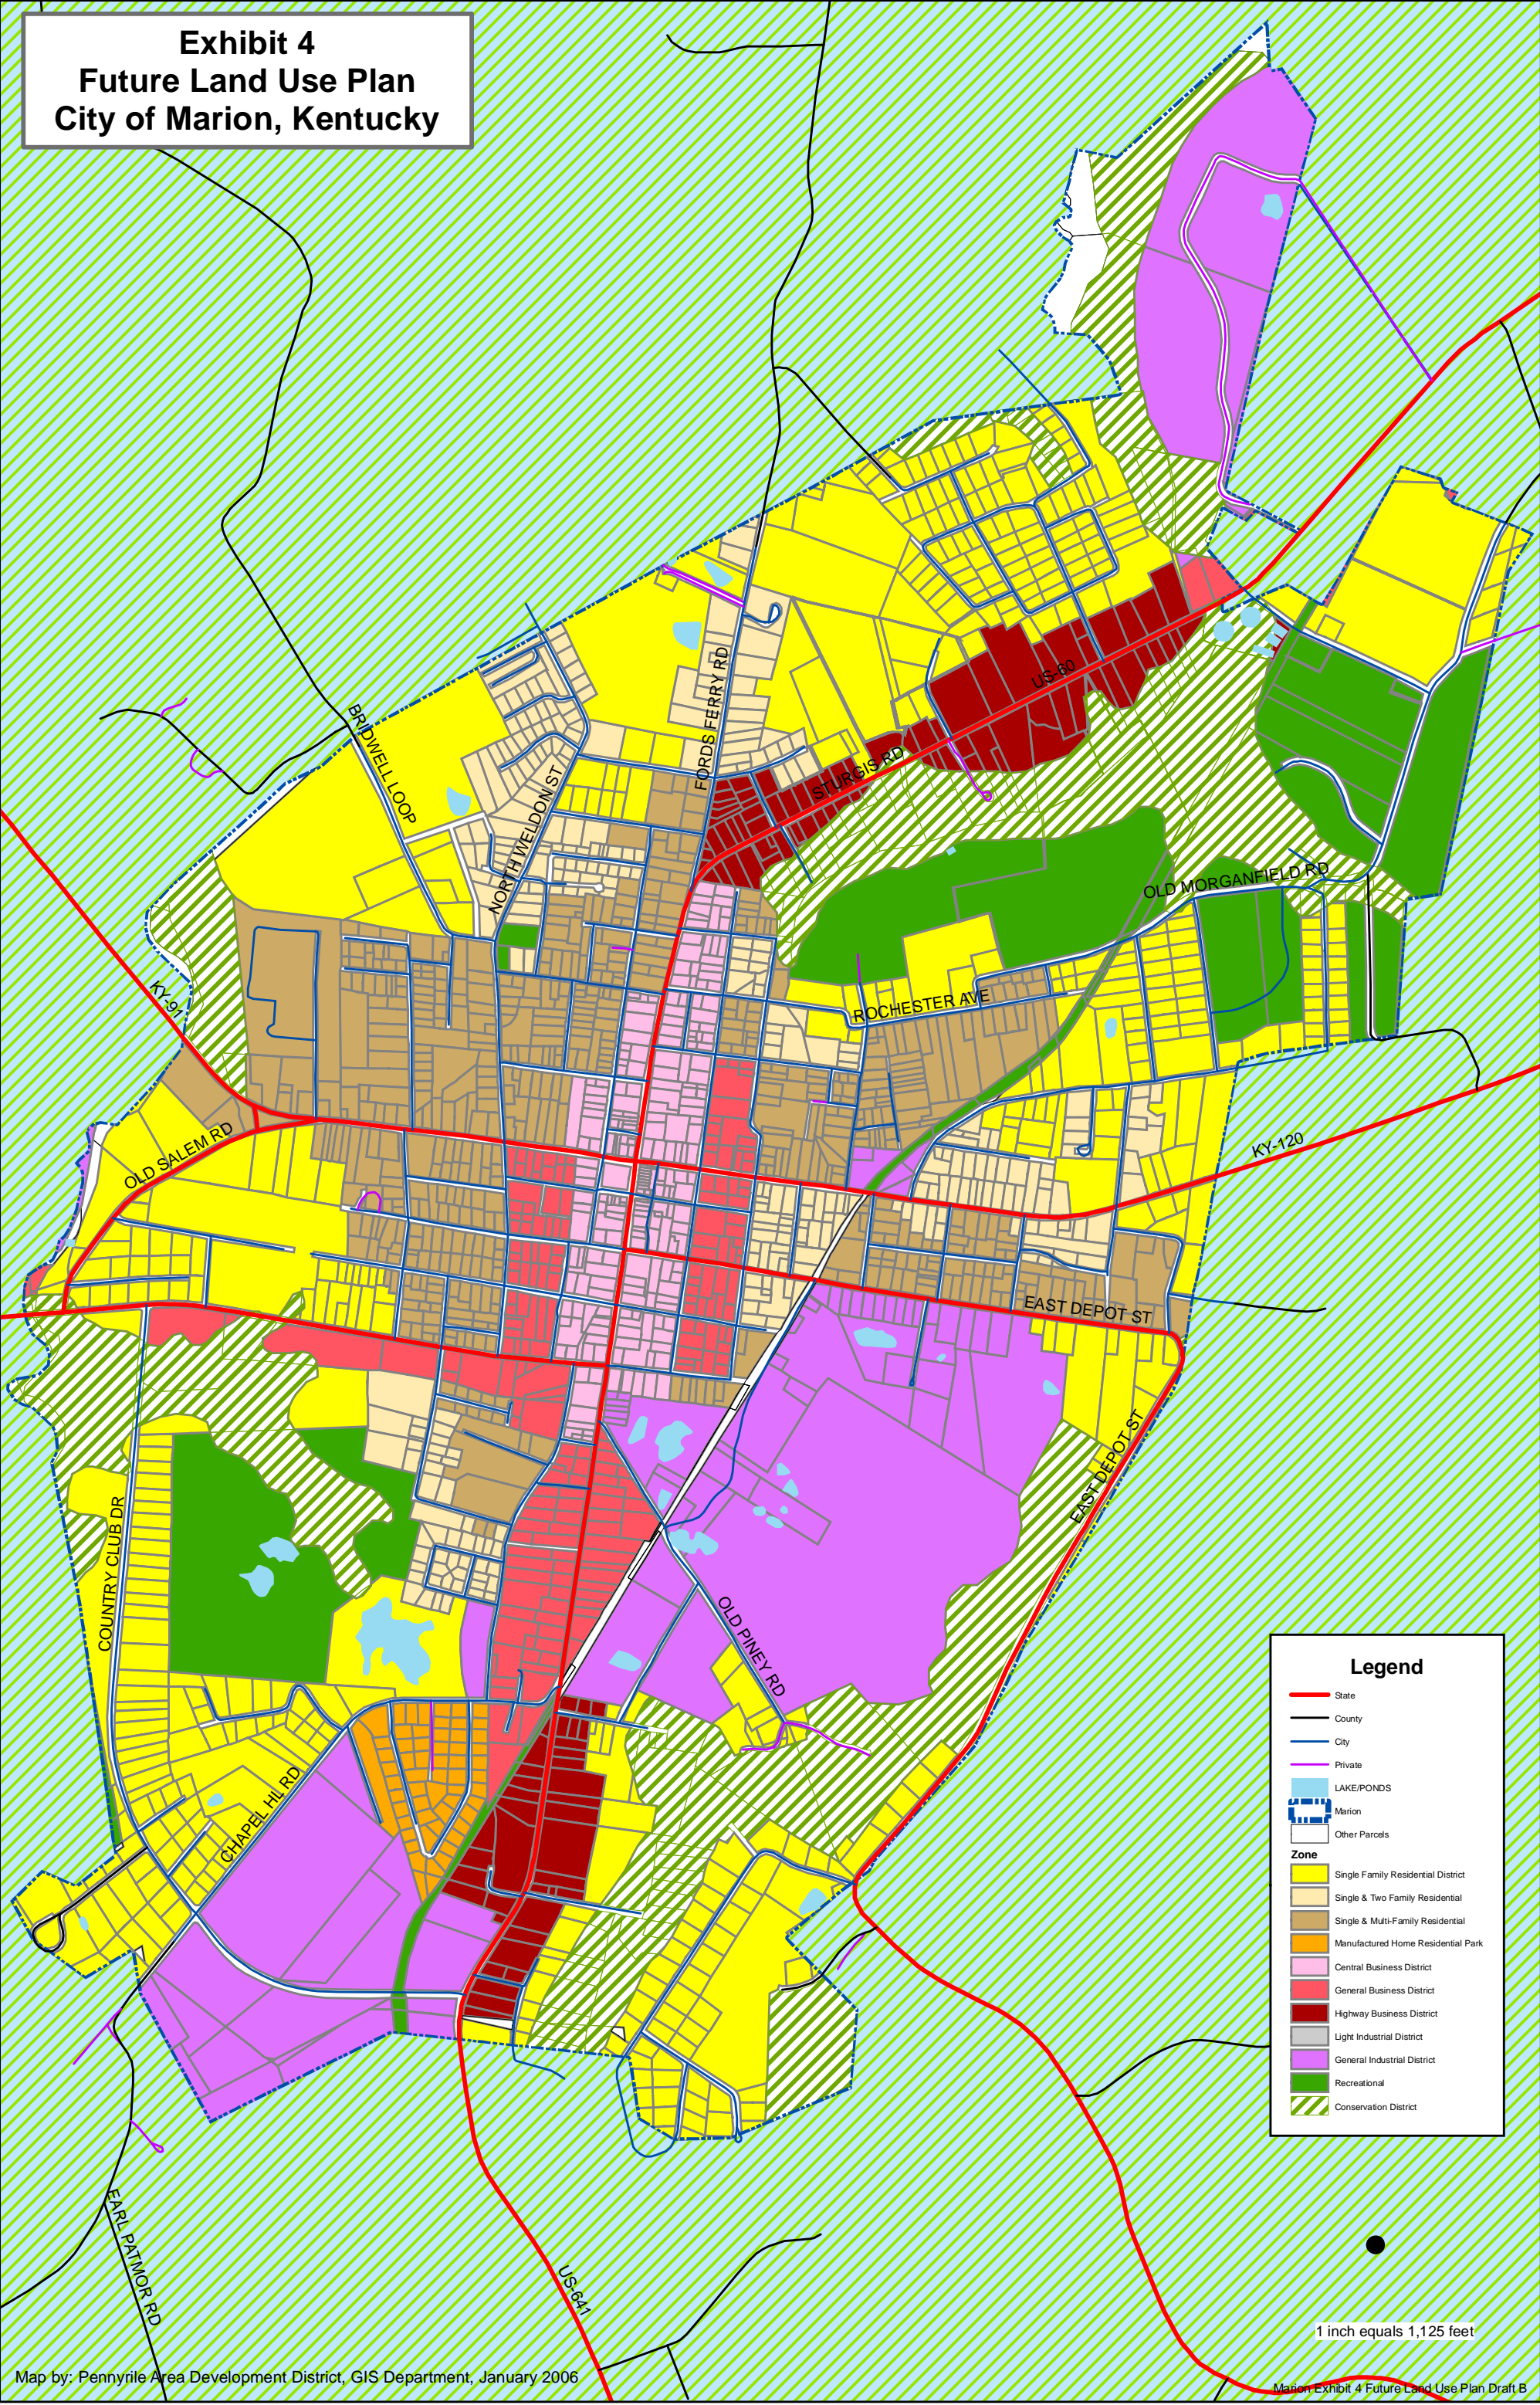 Exhibit 4
Future Land Use Plan
City of Marion, Kentucky
US-60
FORDS FERRY RD
BRIDWELL LOOP
STURGIS RD
NORTH WELDON ST
OLD MORGANFIELD RD
KY-91
ROCHESTER AVE
OLD SALEM RD
KY-120
EAST DEPOT ST
EAST DEPOT ST
COUNTRY CLUB DR
OLD PINEY RD
CHAPEL HL RD
EARL PATMOR RD
US-641
Legend
State
County
City
Private
LAKE/PONDS
Marion
Other Parcels
Zone
Single Family Residential District
Single & Two Family Residential
Single & Multi-Family Residential
Manufactured Home Residential Park
Central Business District
General Business District
Highway Business District
Light Industrial District
General Industrial District
Recreational
Conservation District
1 inch equals 1,125 feet
Map by: Pennyrile Area Development District, GIS Department, January 2006
Marion Exhibit 4 Future Land Use Plan Draft B